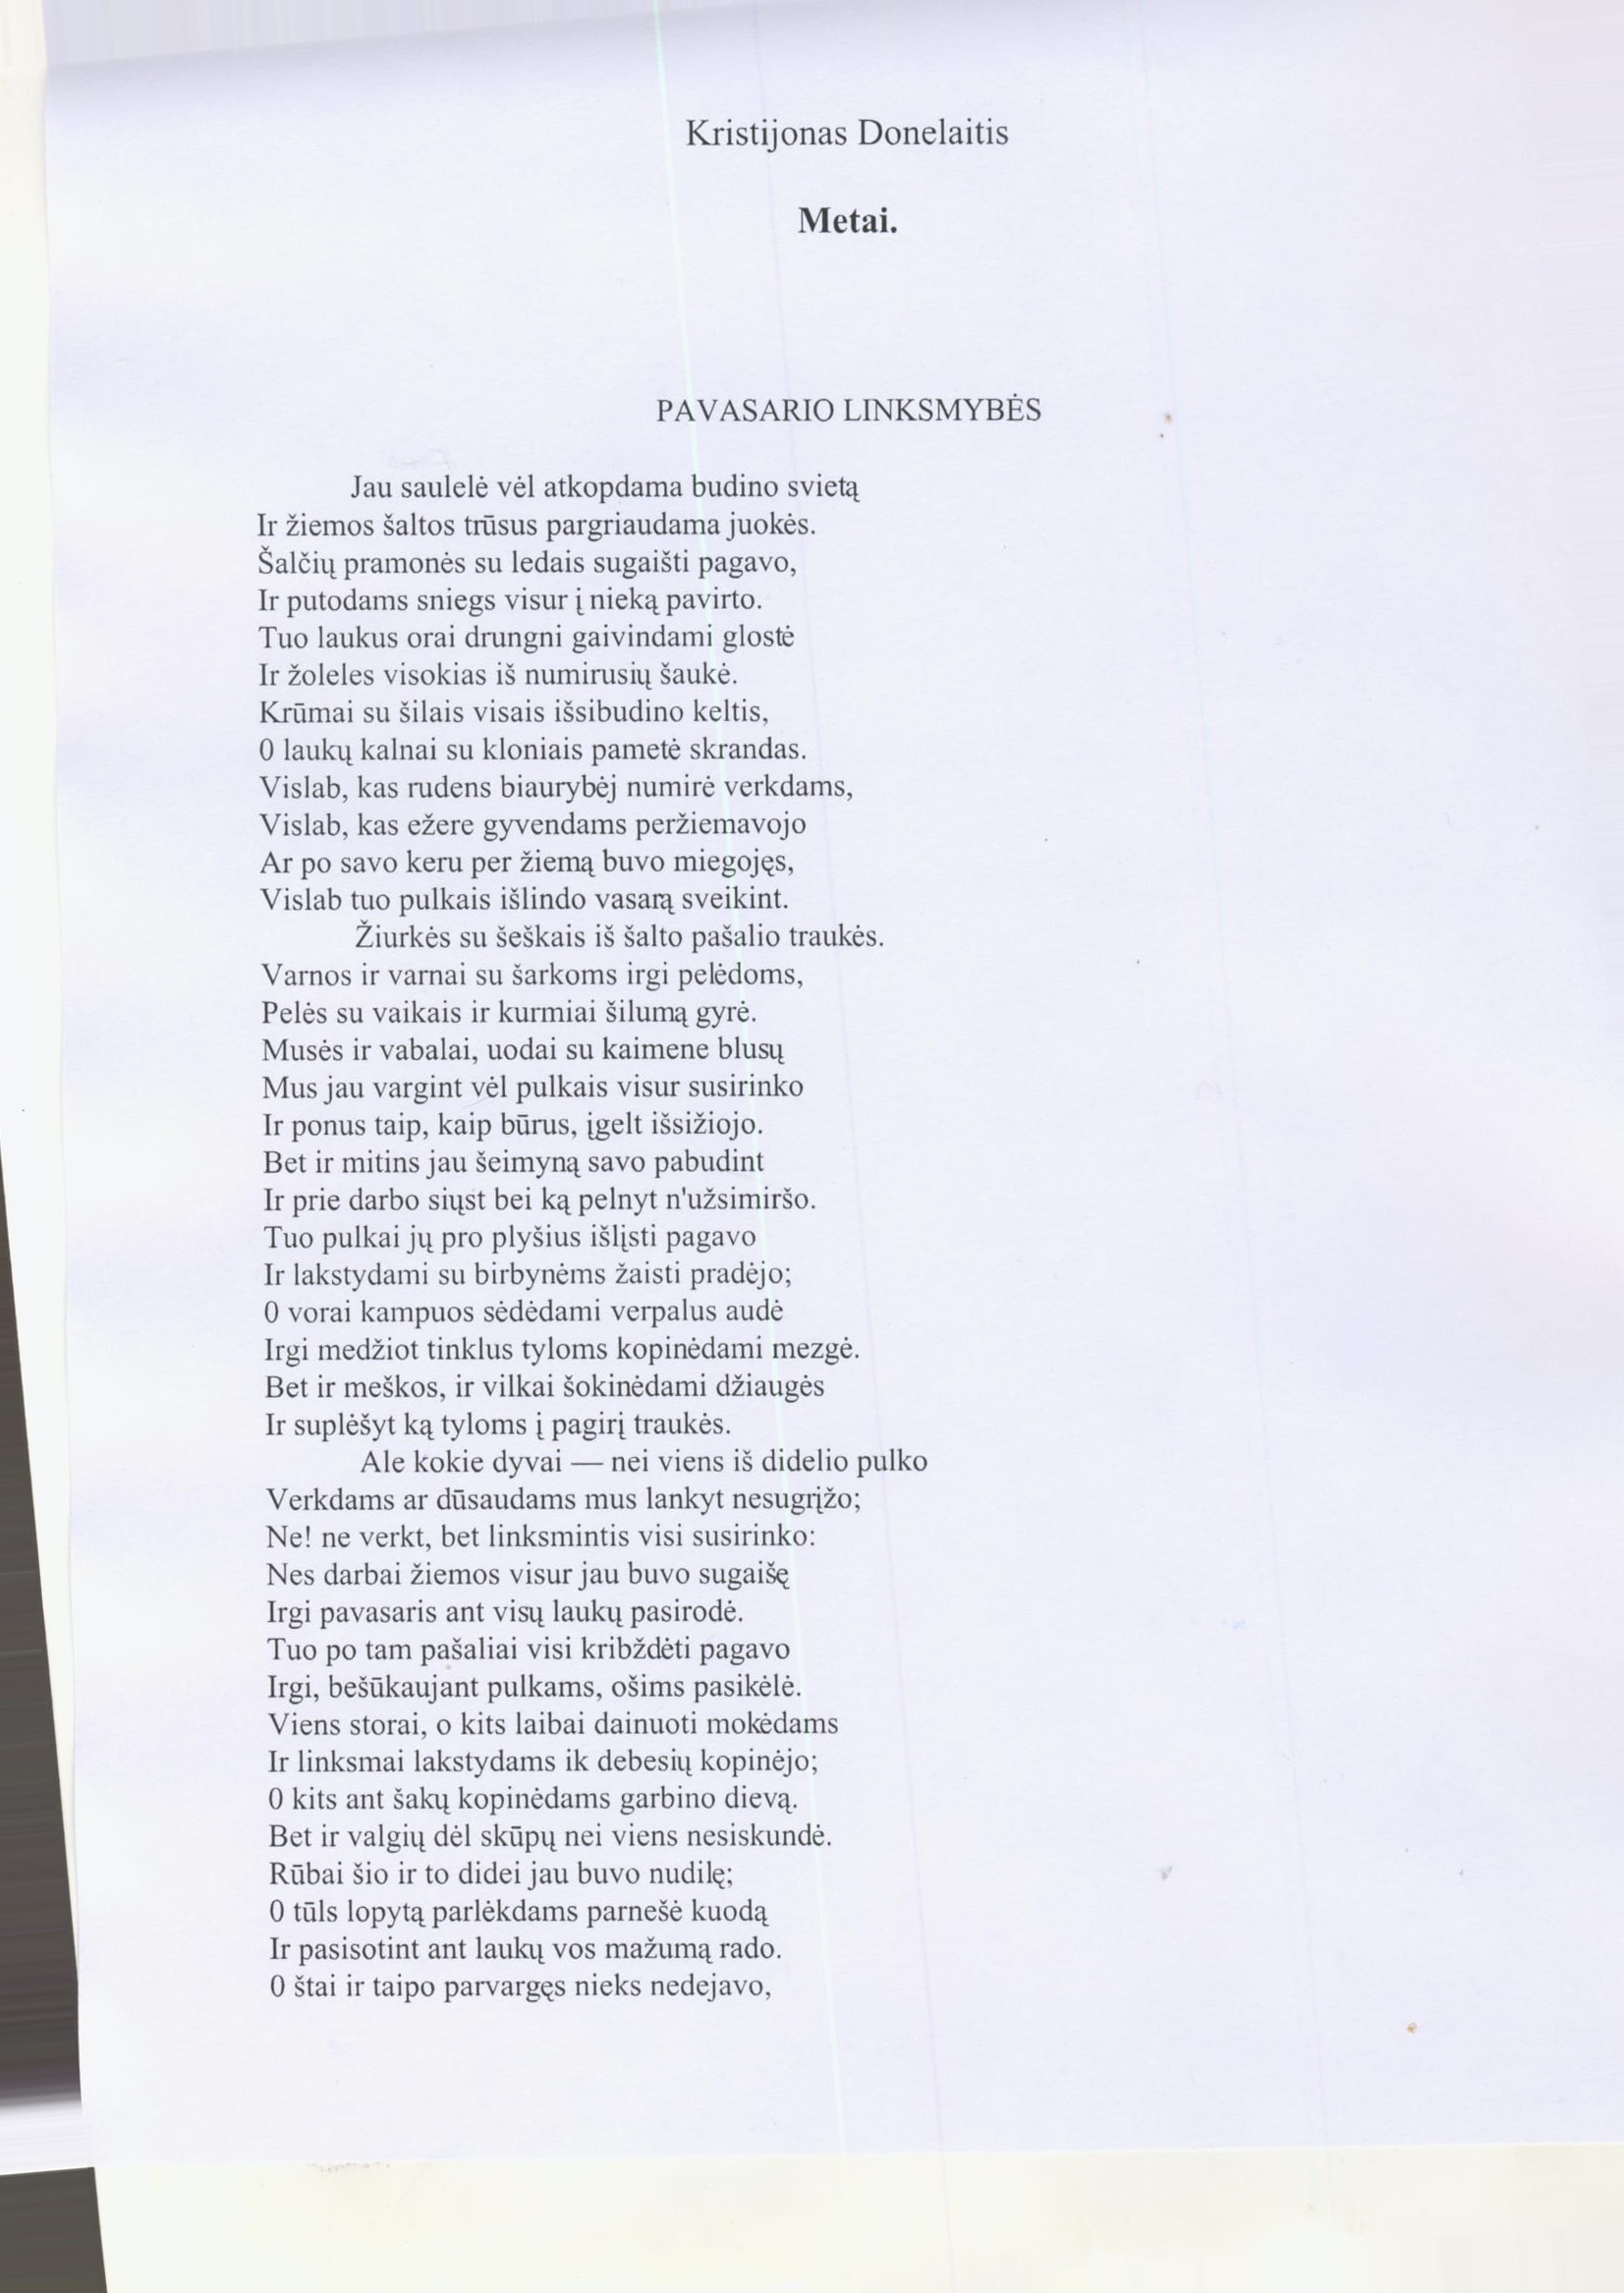 Kristijonas Donelaitis
Metai.
PAVASARIO LINKSMYBĖS
Jau saulelė vėl atkopdama budino svietą
Ir žiemos šaltos trūsus pargriaudama juokės.
Šalčių pramonės su ledais sugaišti pagavo,
Ir putodams sniegs visur į nieką pavirto.
Tuo laukus orai drungni gaivindami glostė
Ir žoleles visokias iš numirusių šaukė.
Krūmai su šilais visais išsibudino keltis,
0 laukų kalnai su kloniais pametė skrandas.
Vislab, kas rudens biaurybėj numirė verkdams,
Vislab, kas ežere gyvendams peržiemavojo
Ar po savo keru per žiemą buvo miegojęs,
Vislab tuo pulkais išlindo vasarą sveikint.
Žiurkės su šeškais iš šalto pašalio traukės.
Varnos ir varnai su šarkoms irgi pelėdoms,
Pelės su vaikais ir kurmiai šilumą gyrė.
Musės ir vabalai, uodai su kaimene blusų
Mus jau vargint vėl pulkais visur susirinko
Ir ponus taip, kaip būrus, įgelt išsižiojo.
Bet ir mitins jau šeimyną savo pabudint
Ir prie darbo siųst bei ką pelnyt n'užsimiršo.
Tuo pulkai jų pro plyšius išlįsti pagavo
Ir lakstydami su birbynėms žaisti pradėjo;
0 vorai kampuos sėdėdami verpalus audė
Irgi medžiot tinklus tyloms kopinėdami mezgė.
Bet ir meškos, ir vilkai šokinėdami džiaugės
Ir suplėšyt ką tyloms į pagirį traukės.
Ale kokie dyvai — nei viens iš didelio pulko
Verkdams ar dūsaudams mus lankyt nesugrįžo;
Ne! ne verkt, bet linksmintis visi susirinko:
Nes darbai žiemos visur jau buvo sugaišę
Irgi pavasaris ant visų laukų pasirodė.
Tuo po tam pašaliai visi kribždėti pagavo
Irgi, bešūkaujant pulkams, ošims pasikėlė.
Viens storai, o kits laibai dainuoti mokėdams
Ir linksmai lakstydams ik debesių kopinėjo;
0 kits ant šakų kopinėdams garbino dievą.
Bet ir valgių dėl skūpų nei viens nesiskundė.
Rūbai šio ir to didei jau buvo nudilę;
0 tūls lopytą parlėkdams parnešė kuodą
Ir pasisotint ant laukų vos mažumą rado.
0 štai ir taipo parvargęs nieks nedejavo,